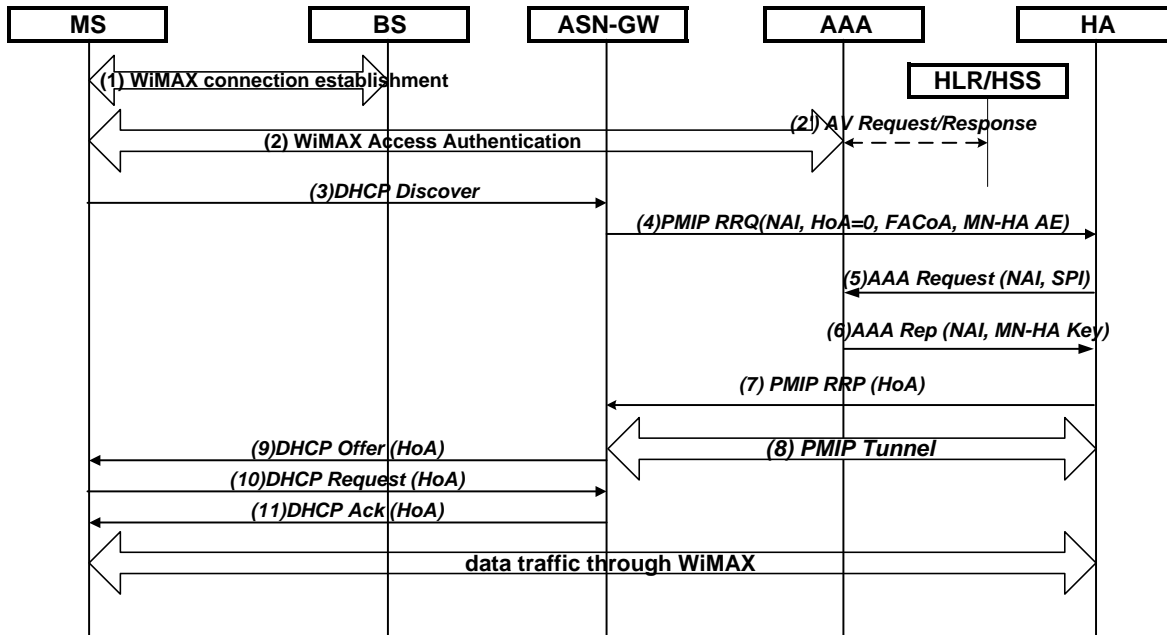 MS
BS
ASN-GW
AAA
HA
HLR/HSS
(1) WiMAX connection establishment
(2') AV Request/Response
(2) WiMAX Access Authentication
(3)DHCP Discover
(4)PMIP RRQ(NAI, HoA=0, FACoA, MN-HA AE)
(5)AAA Request (NAI, SPI)
(6)AAA Rep (NAI, MN-HA Key)
(7) PMIP RRP (HoA)
(8) PMIP Tunnel
(9)DHCP Offer (HoA)
(10)DHCP Request (HoA)
(11)DHCP Ack (HoA)
data traffic through WiMAX